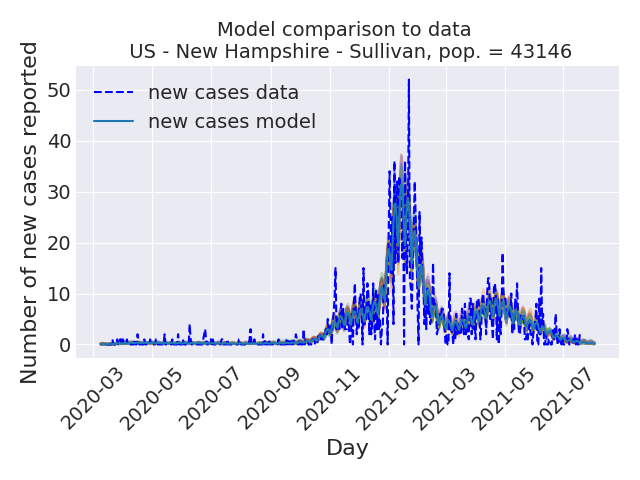 Model comparison to data
US - New Hampshire - Sullivan, pop. = 43146
Number of new cases reported
50
40
30
20
10
0
new cases data
new cases model
2020-03
2020-05
2020-07
2020-09
2020-11
2021-01
2021-03
2021-05
2021-07
Day